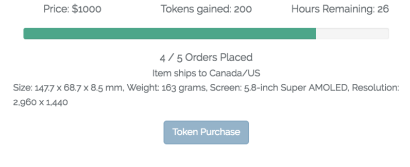 Price: $1000 Tokens gained: 200 Hours Remaining: 26
4 / 5 Orders Placed
Item ships to Canada/US
Size: 147.7 x 68.7 x 8.5 mm, Weight: 163 grams, Screen: 5.8-inch Super AMOLED, Resolution:
2,960 x 1,440
Token Purchase